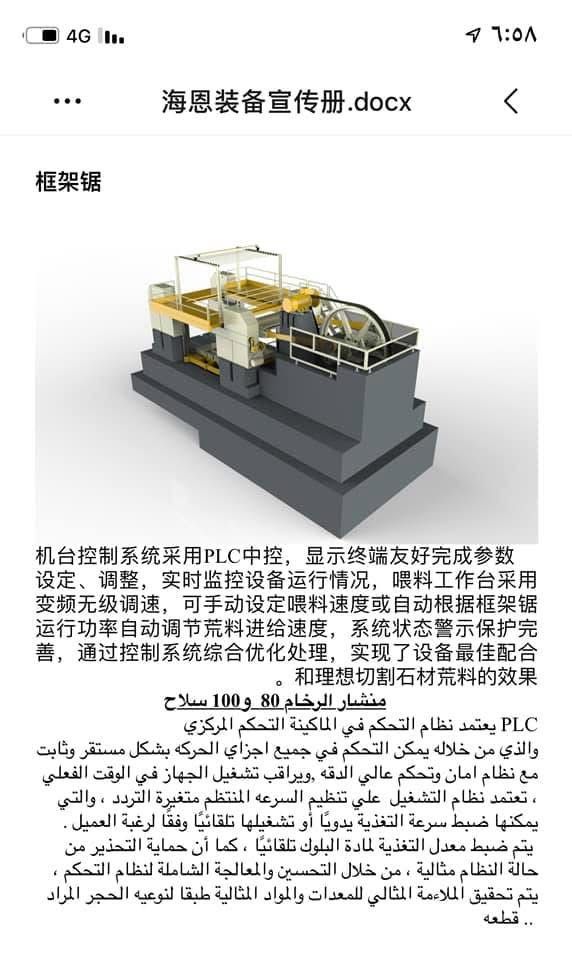 4G ٦:٥٨
海恩装备宣传册.docx
框架锯
机台控制系统采用PLC中控，显示终端友好完成参数
设定、调整，实时监控设备运行情况，喂料工作台采用
变频无级调速，可手动设定喂料速度或自动根据框架锯
运行功率自动调节荒料进给速度，系统状态警示保护完
善，通过控制系统综合优化处理，实现了设备最佳配合
和理想切割石材荒料的效果。
منشار الرخام 80 و100 سلاح
PLC يعتمد نظام التحكم في الماكينة التحكم المركزي
والذي من خلاله يمكن التحكم في جميع اجزاي الحركه بشكل مستقر وثابت
مع نظام امان وتحكم عالي الدقه ,ويراقب تشغيل الجهاز في الوقت الفعلي
، تعتمد نظام التشغيل علي تنظيم السرعه المنتظم متغيرة التردد ، والتي
يمكنها ضبط سرعة التغذية يدويًا أو تشغيلها تلقائيًا وفقًا لرغبة العميل .
يتم ضبط معدل التغذية لمادة البلوك تلقائيًا ، كما أن حماية التحذير من
حالة النظام مثالية ، من خلال التحسين والمعالجة الشاملة لنظام التحكم ،
يتم تحقيق الملاءمة المثالي للمعدات والمواد المثالية طبقا لنوعيه الحجر المراد
قطعه ..